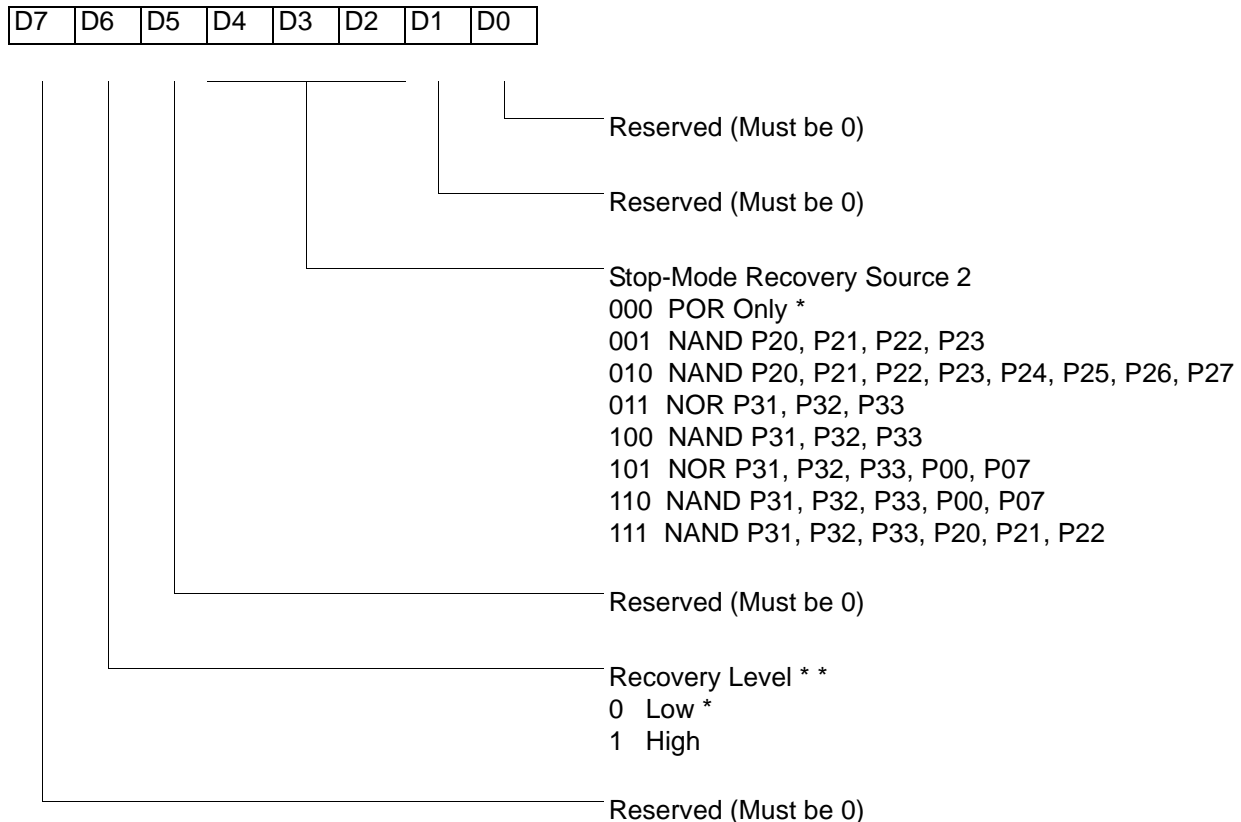 D7 D6 D5 D4 D3 D2 D1 D0
Reserved (Must be 0)
Reserved (Must be 0)
Stop-Mode Recovery Source 2
000 POR Only *
001 NAND P20, P21, P22, P23
010 NAND P20, P21, P22, P23, P24, P25, P26, P27
011 NOR P31, P32, P33
100 NAND P31, P32, P33
101 NOR P31, P32, P33, P00, P07
110 NAND P31, P32, P33, P00, P07
111 NAND P31, P32, P33, P20, P21, P22
Reserved (Must be 0)
Recovery Level * *
0 Low *
1 High
Reserved (Must be 0)